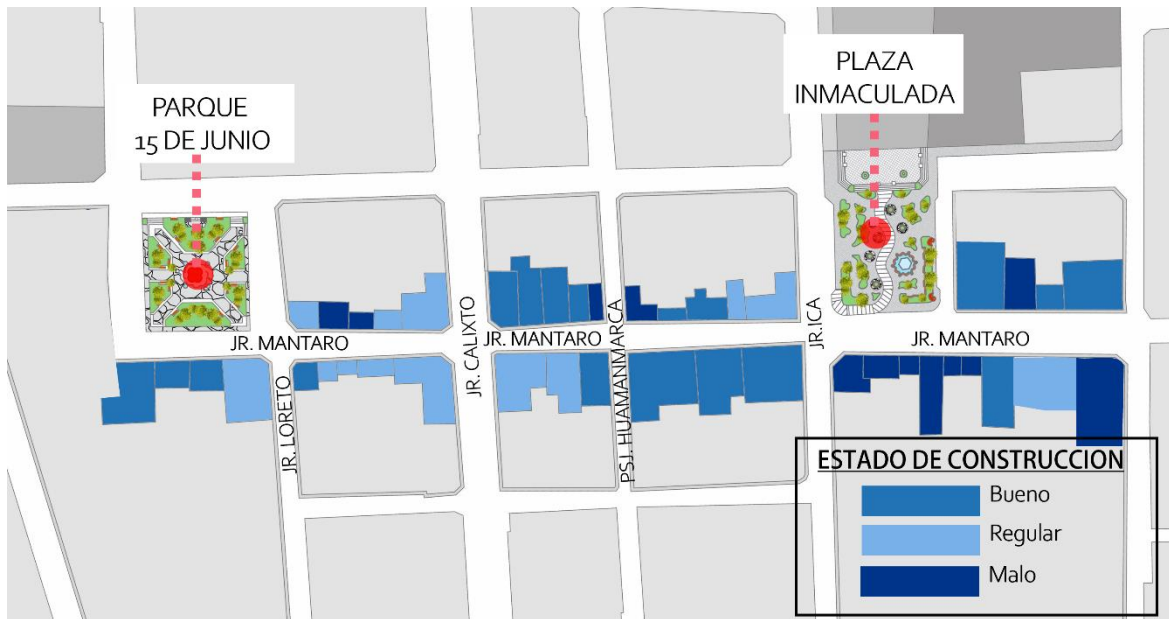 PLAZA
INMACULADA
PARQUE
15 DE JUNIO
JR. MANTARO
JR. MANTARO
JR. MANTARO
JR. LORETO
JR. CALIXTO
PSJ. HUAMANMARCA
JR.ICA
ESTADO DE CONSTRUCCION
Bueno
Regular
Malo